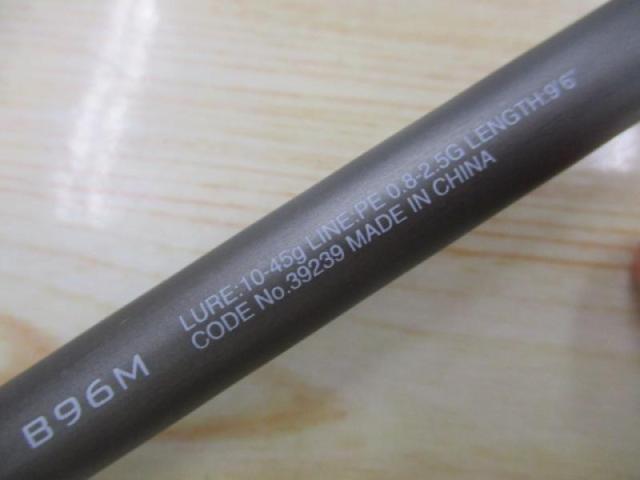 B96M
LURE:10-45g LINE:PE 0.8-2.5G LENGTH:9'6"
CODE No.39239 MADE IN CHINA